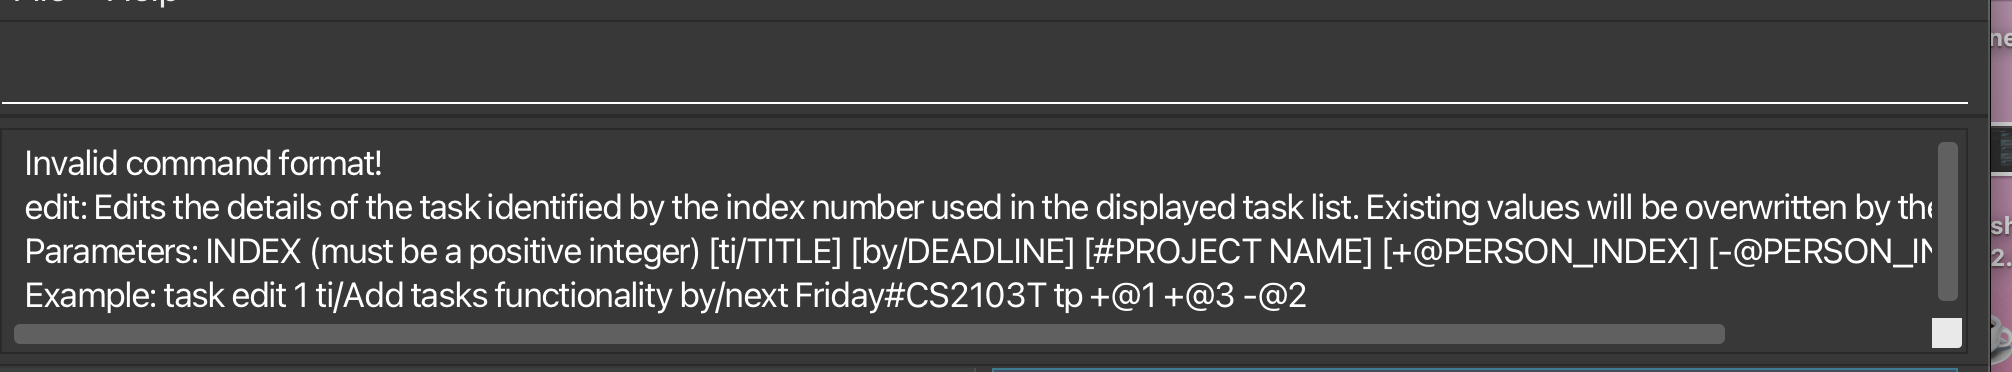 Help
Invalid command format!
edit: Edits the details of the task identified by the index number used in the displayed task list. Existing values will be overwritten by the
Parameters: INDEX (must be a positive integer) [ti/TITLE] [by/DEADLINE] [#PROJECT NAME] [+@PERSON_INDEX] [-@PERSON_IN
Example: task edit 1 ti/Add tasks functionality by/next Friday#CS2103T tp +@1 +@3 -@2